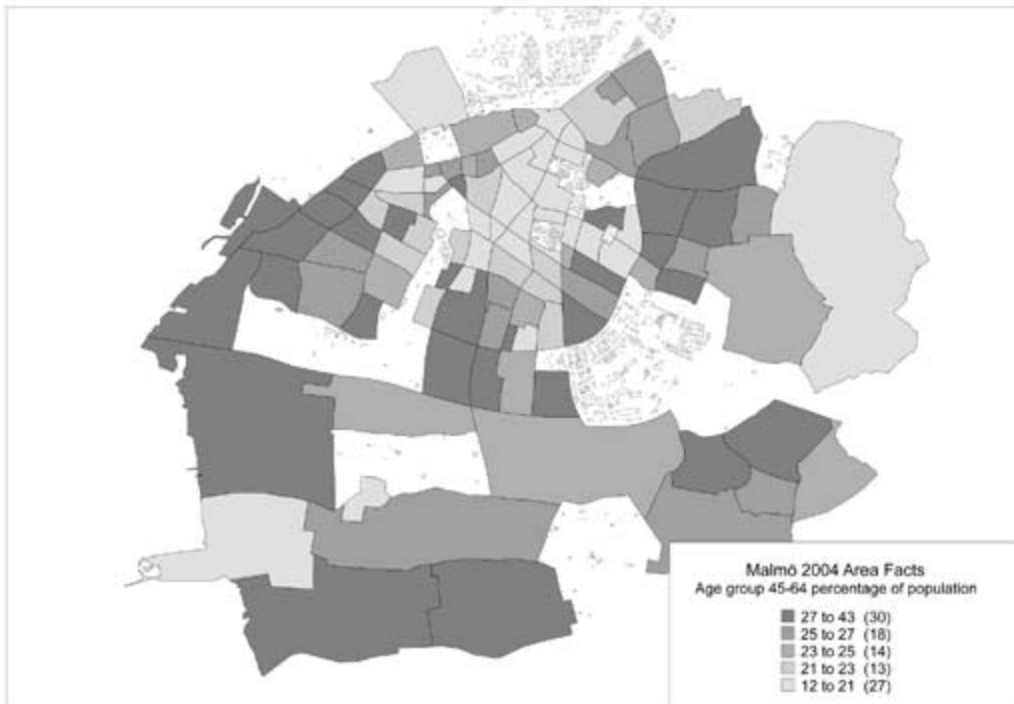 Malmö 2004 Area Facts
Age group 45-64 percentage of population
27 to 43 (30)
25 to 27 (18)
23 to 25 (14)
21 to 23 (13)
12 to 21 (27)